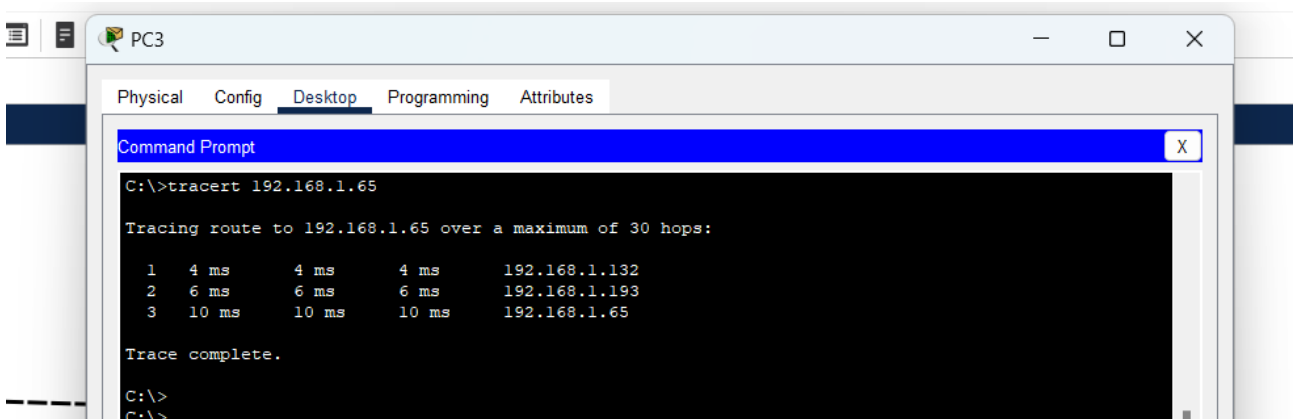 PC3
Physical Config Desktop Programming Attributes
Command Prompt
X
C:\>tracert 192.168.1.65
Tracing route to 192.168.1.65 over a maximum of 30 hops:
1 4 ms 4 ms 4 ms 192.168.1.132
2 6 ms 6 ms 6 ms 192.168.1.193
3 10 ms 10 ms 10 ms 192.168.1.65
Trace complete.
C:\>
C:\>